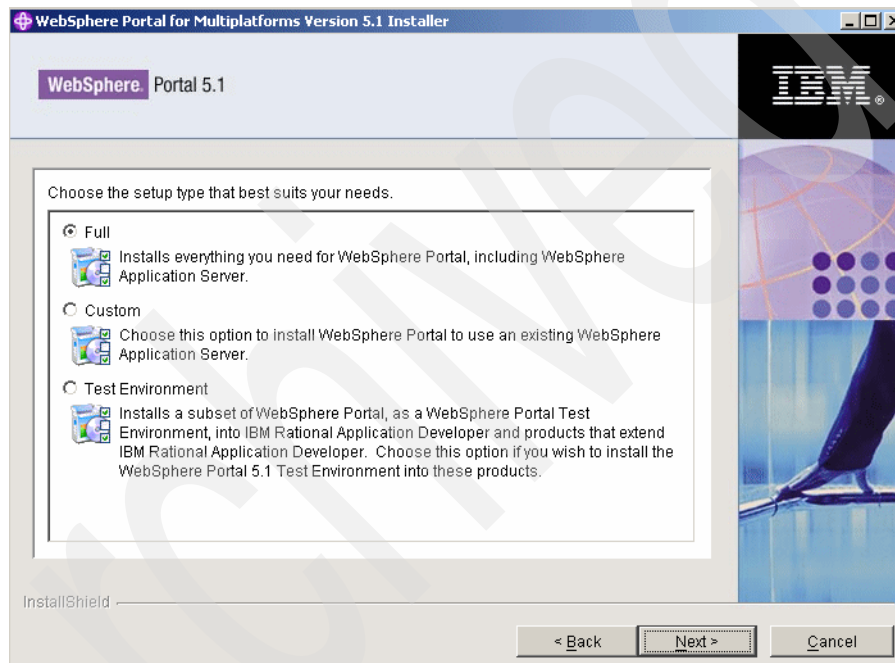 WebSphere Portal for Multiplatforms Version 5.1 Installer
WebSphere. Portal 5.1
IBM®
Choose the setup type that best suits your needs.
Full
Installs everything you need for WebSphere Portal, including WebSphere
Application Server.
Custom
Choose this option to install WebSphere Portal to use an existing WebSphere
Application Server.
Test Environment
Installs a subset of WebSphere Portal, as a WebSphere Portal Test
Environment, into IBM Rational Application Developer and products that extend
IBM Rational Application Developer. Choose this option if you wish to install the
WebSphere Portal 5.1 Test Environment into these products.
InstallShield
< Back
Next >
Cancel